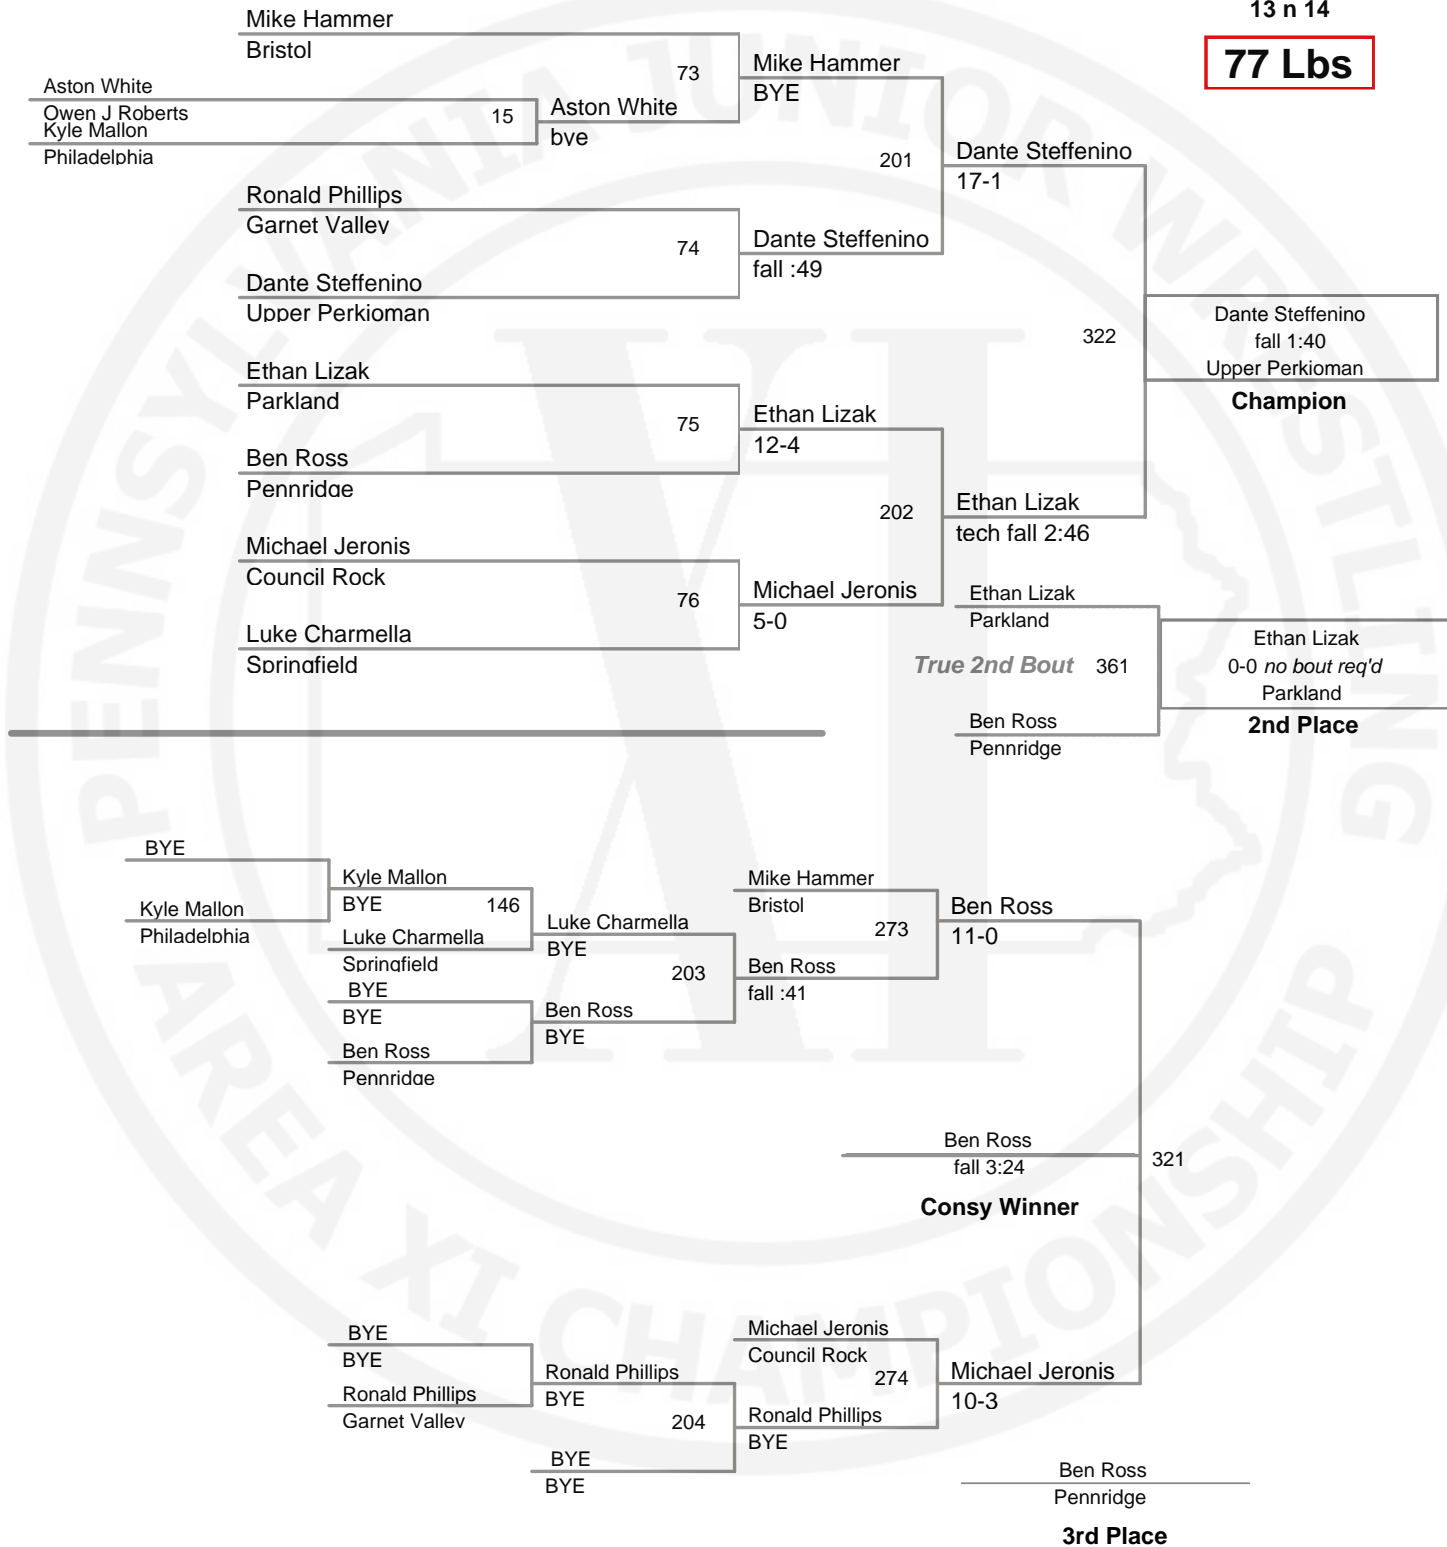 13 n 14
77 Lbs
Mike Hammer
Bristol
73
Mike Hammer
BYE
Aston White
Owen J Roberts
Kyle Mallon
Philadelphia
15
Aston White
bye
201
Dante Steffenino
17-1
Ronald Phillips
Garnet Valley
74
Dante Steffenino
fall :49
Dante Steffenino
Upper Perkioman
322
Dante Steffenino
fall 1:40
Upper Perkioman
Champion
Ethan Lizak
Parkland
75
Ethan Lizak
12-4
Ben Ross
Pennridge
202
Ethan Lizak
tech fall 2:46
Michael Jeronis
Council Rock
76
Michael Jeronis
5-0
Luke Charmella
Springfield
Ethan Lizak
Parkland
True 2nd Bout 361
Ben Ross
Pennridge
Ethan Lizak
0-0 no bout req'd
Parkland
2nd Place
BYE
Kyle Mallon
Philadelphia
Kyle Mallon
BYE
146
Luke Charmella
Springfield
Luke Charmella
BYE
BYE
BYE
Ben Ross
Pennridge
Ben Ross
BYE
203
Mike Hammer
Bristol
273
Ben Ross
fall :41
Ben Ross
11-0
Ben Ross
fall 3:24
321
Consy Winner
BYE
BYE
Ronald Phillips
Garnet Valley
Ronald Phillips
BYE
204
BYE
BYE
Michael Jeronis
Council Rock
274
Ronald Phillips
BYE
Michael Jeronis
10-3
Ben Ross
Pennridge
3rd Place
PENNSYLVANIA JUNIOR WRESTLING
XI
AREA XI CHAMPIONSHIP